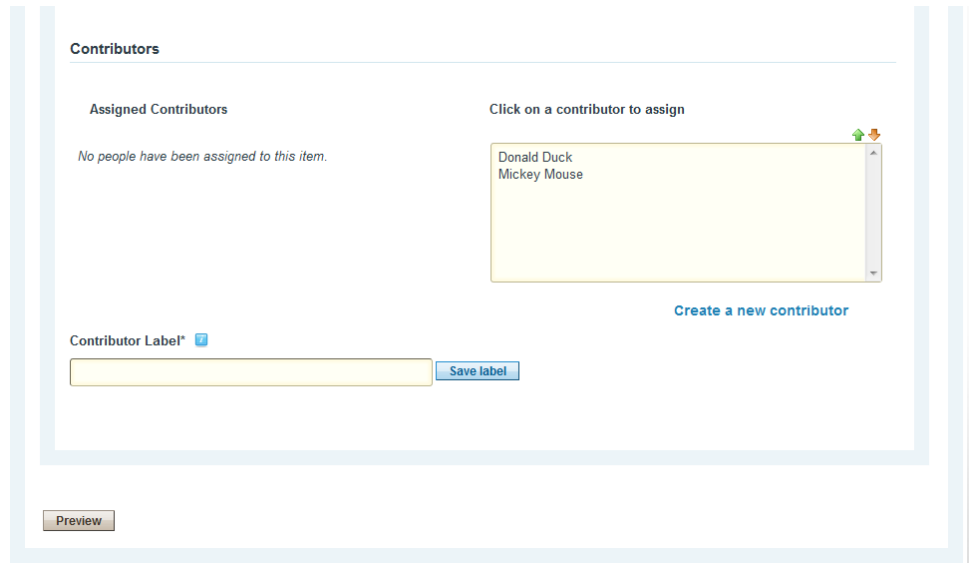 Contributors
Assigned Contributors
Click on a contributor to assign
No people have been assigned to this item.
Donald Duck
Mickey Mouse
Create a new contributor
Contributor Label*
Save label
Preview